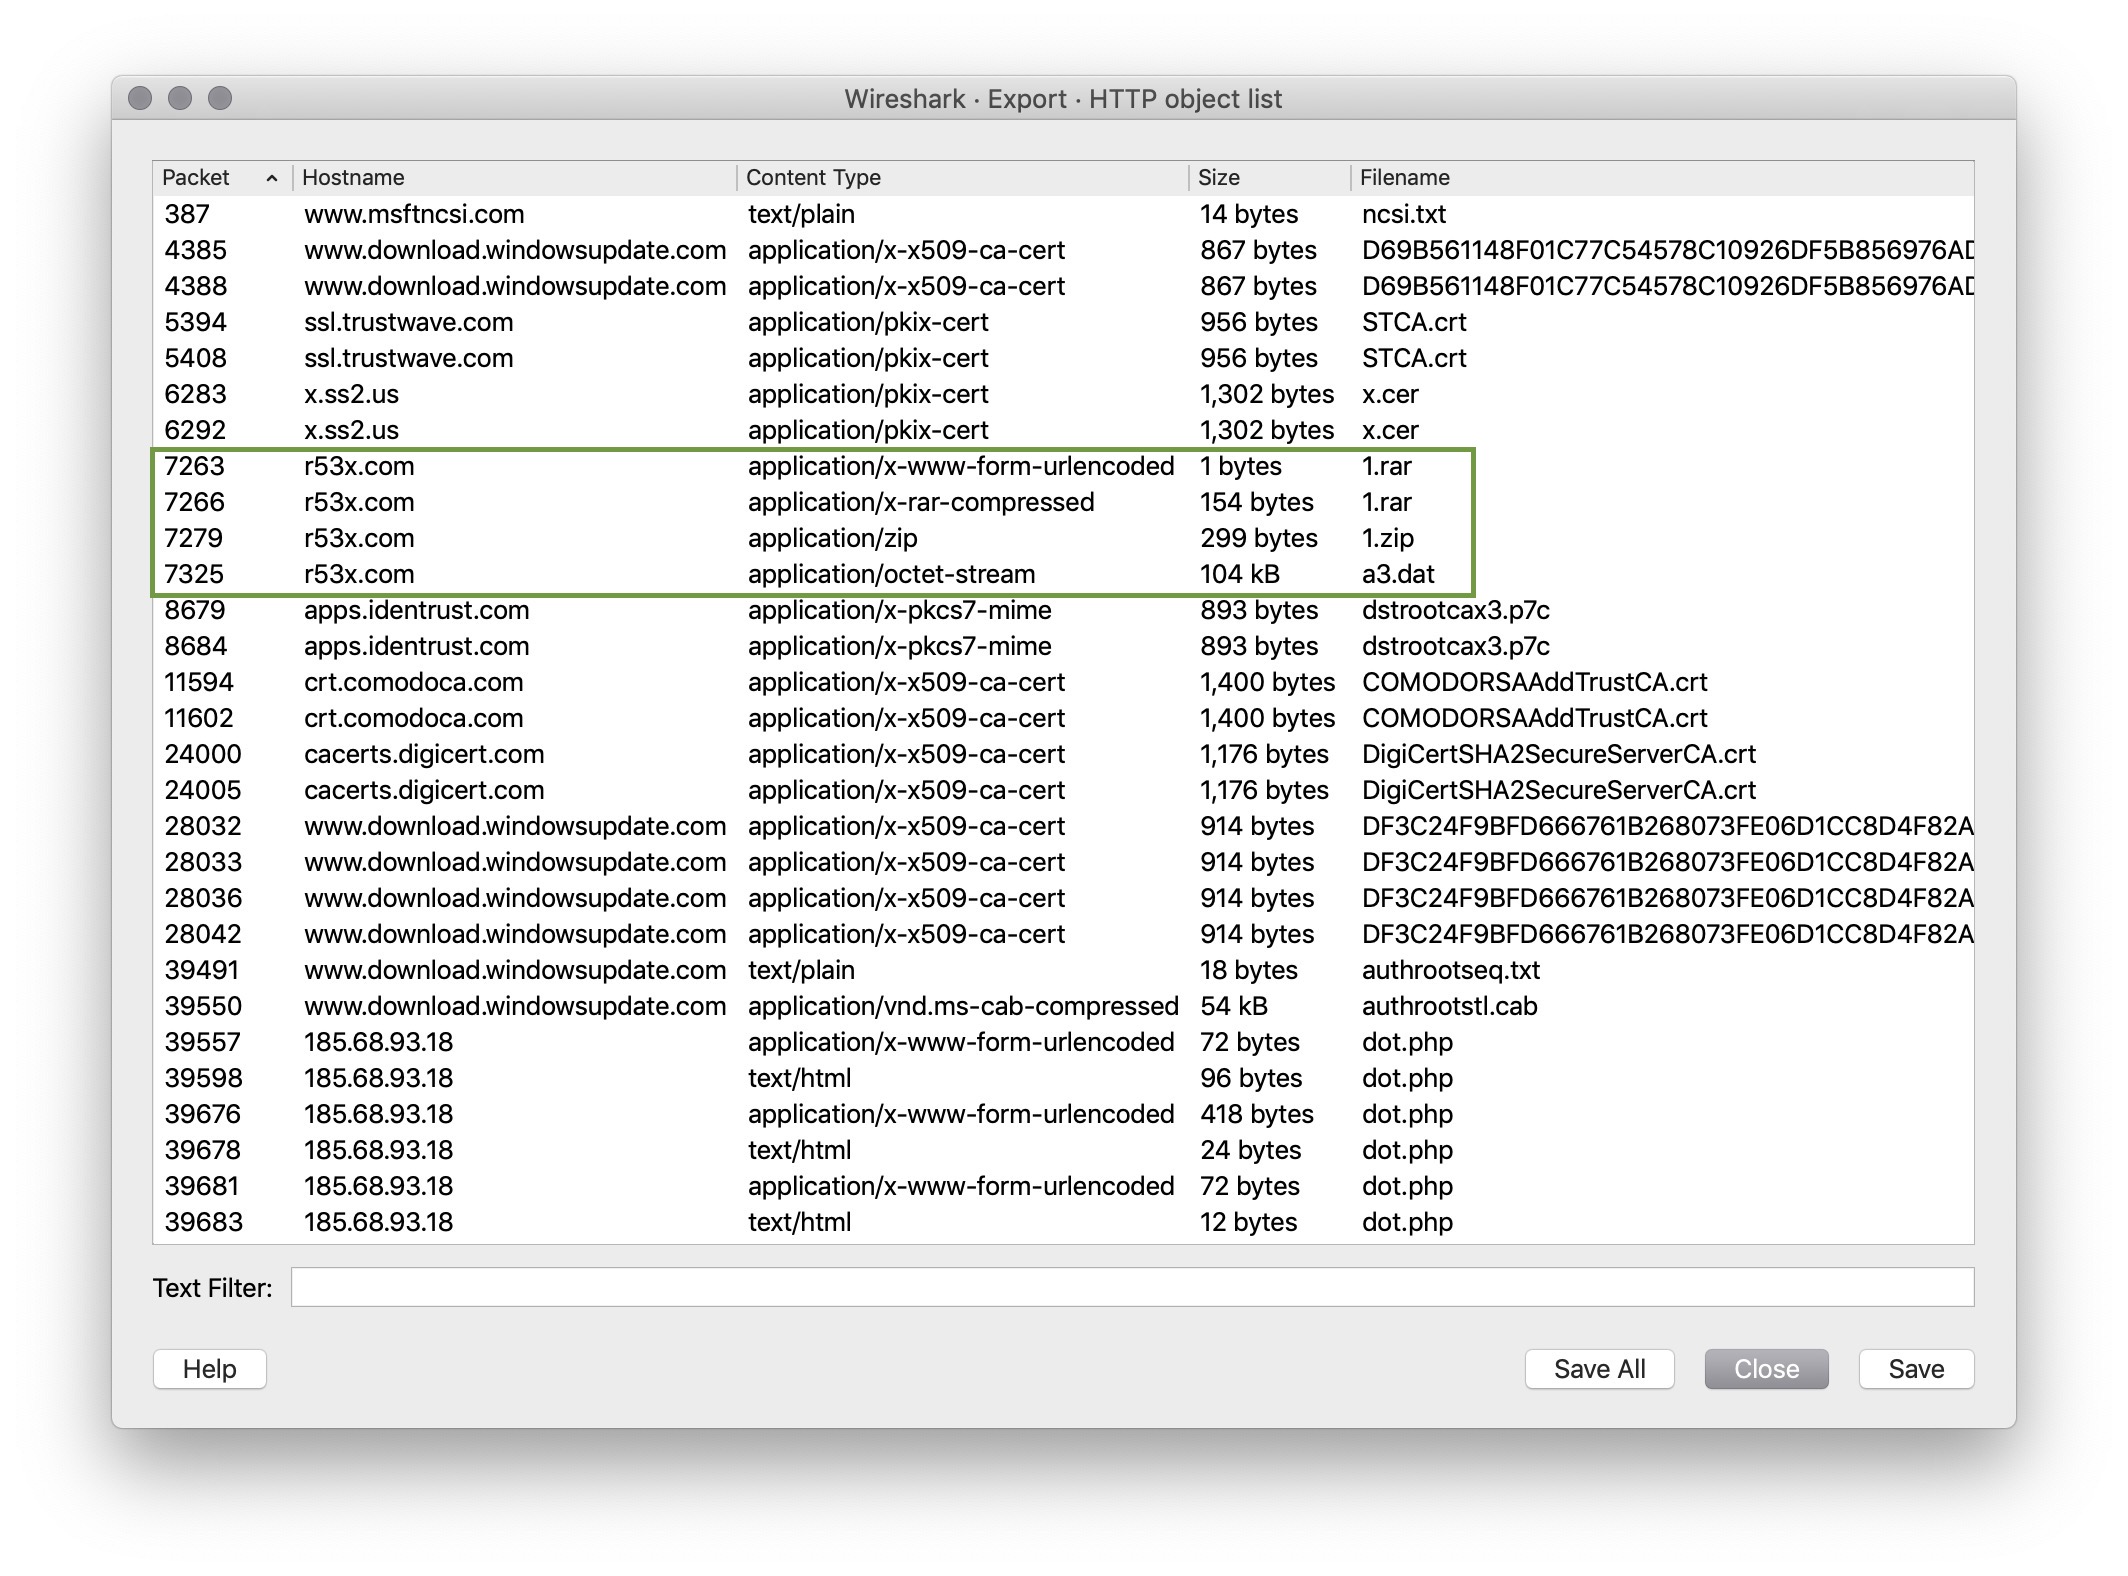 Wireshark · Export · HTTP object list
Packet Hostname Content Type Size Filename
387 www.msftncsi.com text/plain 14 bytes ncsi.txt
4385 www.download.windowsupdate.com application/x-x509-ca-cert 867 bytes D69B561148F01C77C54578C10926DF5B856976AD
4388 www.download.windowsupdate.com application/x-x509-ca-cert 867 bytes D69B561148F01C77C54578C10926DF5B856976AD
5394 ssl.trustwave.com application/pkix-cert 956 bytes STCA.crt
5408 ssl.trustwave.com application/pkix-cert 956 bytes STCA.crt
6283 x.ss2.us application/pkix-cert 1,302 bytes x.cer
6292 x.ss2.us application/pkix-cert 1,302 bytes x.cer
7263 r53x.com application/x-www-form-urlencoded 1 bytes 1.rar
7266 r53x.com application/x-rar-compressed 154 bytes 1.rar
7279 r53x.com application/zip 299 bytes 1.zip
7325 r53x.com application/octet-stream 104 kB a3.dat
8679 apps.identrust.com application/x-pkcs7-mime 893 bytes dstrootcax3.p7c
8684 apps.identrust.com application/x-pkcs7-mime 893 bytes dstrootcax3.p7c
11594 crt.comodoca.com application/x-x509-ca-cert 1,400 bytes COMODORSAAddTrustCA.crt
11602 crt.comodoca.com application/x-x509-ca-cert 1,400 bytes COMODORSAAddTrustCA.crt
24000 cacerts.digicert.com application/x-x509-ca-cert 1,176 bytes DigiCertSHA2SecureServerCA.crt
24005 cacerts.digicert.com application/x-x509-ca-cert 1,176 bytes DigiCertSHA2SecureServerCA.crt
28032 www.download.windowsupdate.com application/x-x509-ca-cert 914 bytes DF3C24F9BFD666761B268073FE06D1CC8D4F82A
28033 www.download.windowsupdate.com application/x-x509-ca-cert 914 bytes DF3C24F9BFD666761B268073FE06D1CC8D4F82A
28036 www.download.windowsupdate.com application/x-x509-ca-cert 914 bytes DF3C24F9BFD666761B268073FE06D1CC8D4F82A
28042 www.download.windowsupdate.com application/x-x509-ca-cert 914 bytes DF3C24F9BFD666761B268073FE06D1CC8D4F82A
39491 www.download.windowsupdate.com text/plain 18 bytes authrootseq.txt
39550 www.download.windowsupdate.com application/vnd.ms-cab-compressed 54 kB authrootstl.cab
39557 185.68.93.18 application/x-www-form-urlencoded 72 bytes dot.php
39598 185.68.93.18 text/html 96 bytes dot.php
39676 185.68.93.18 application/x-www-form-urlencoded 418 bytes dot.php
39678 185.68.93.18 text/html 24 bytes dot.php
39681 185.68.93.18 application/x-www-form-urlencoded 72 bytes dot.php
39683 185.68.93.18 text/html 12 bytes dot.php
Text Filter:
Help Save All Close Save